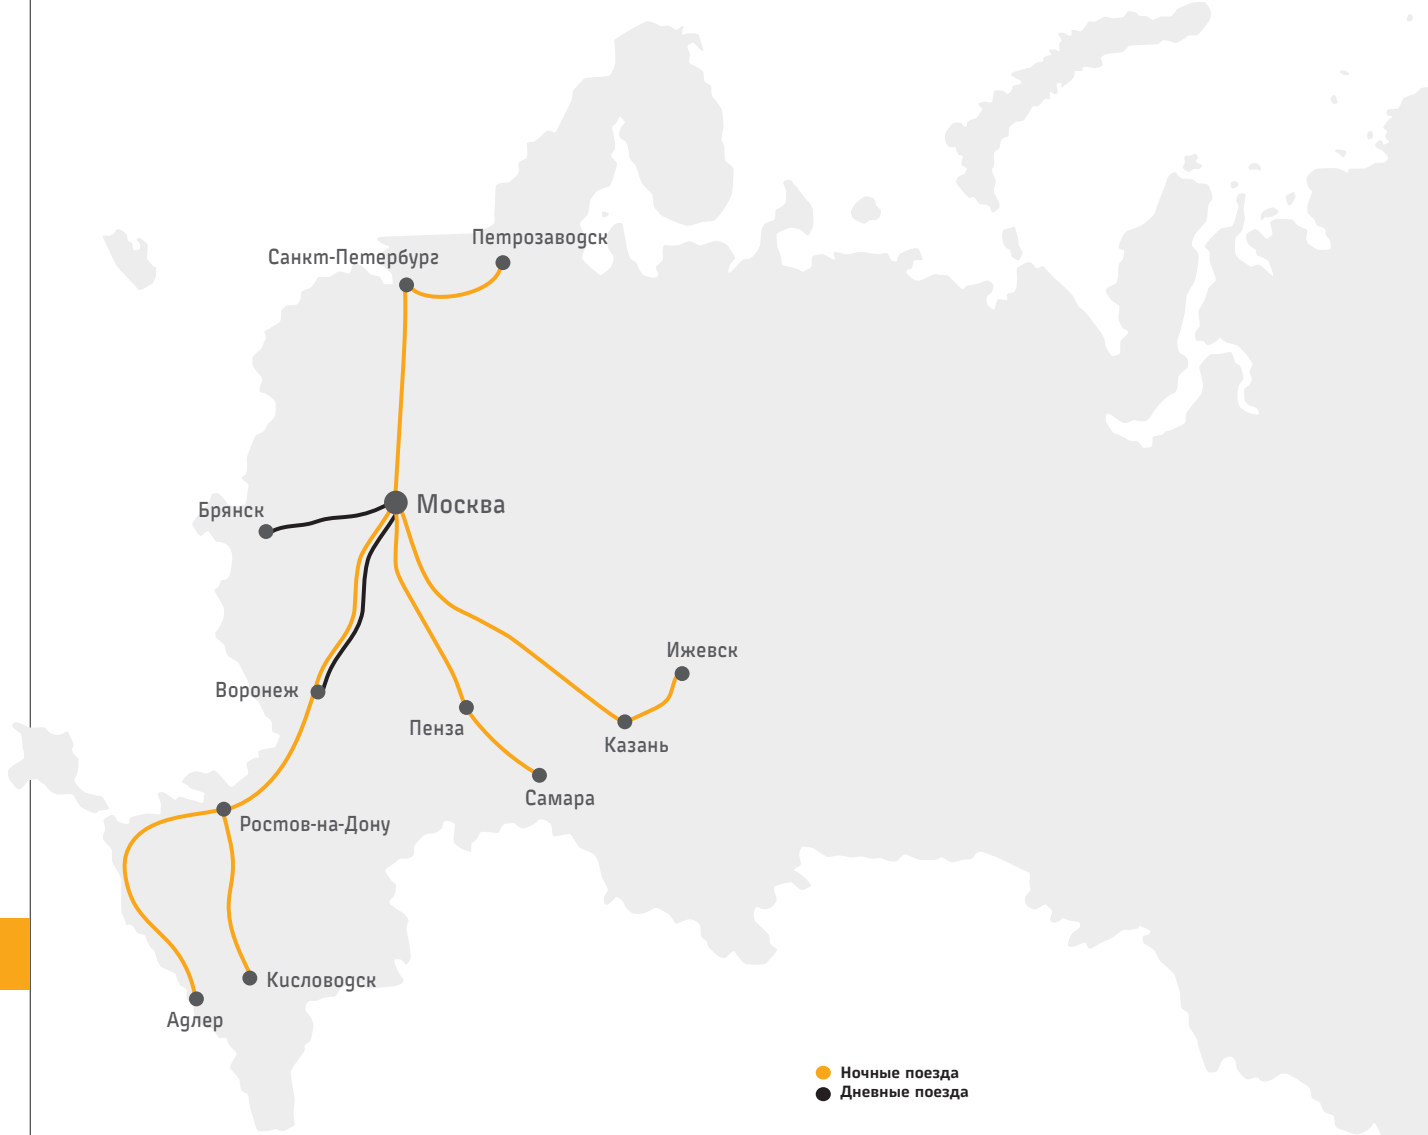 Петрозаводск
Санкт-Петербург
Москва
Брянск
Ижевск
Воронеж
Пенза
Казань
Самара
Ростов-на-Дону
Кисловодск
Адлер
Ночные поезда
Дневные поезда